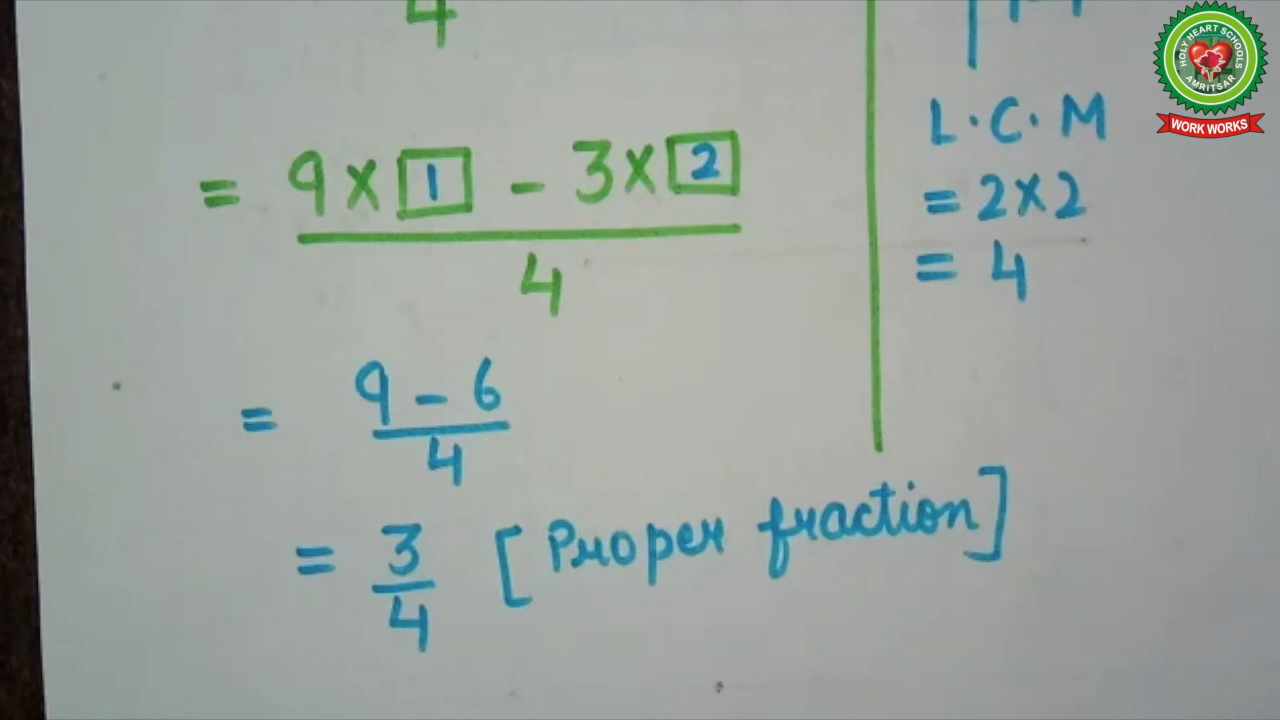 4
= 9 × 1 - 3 × 2
4
= 9 - 6
4
= 3 [Proper fraction]
4
L.C.M
= 2×2
= 4
HOLY HEART SCHOOLS
AMRITSAR
WORK WORKS